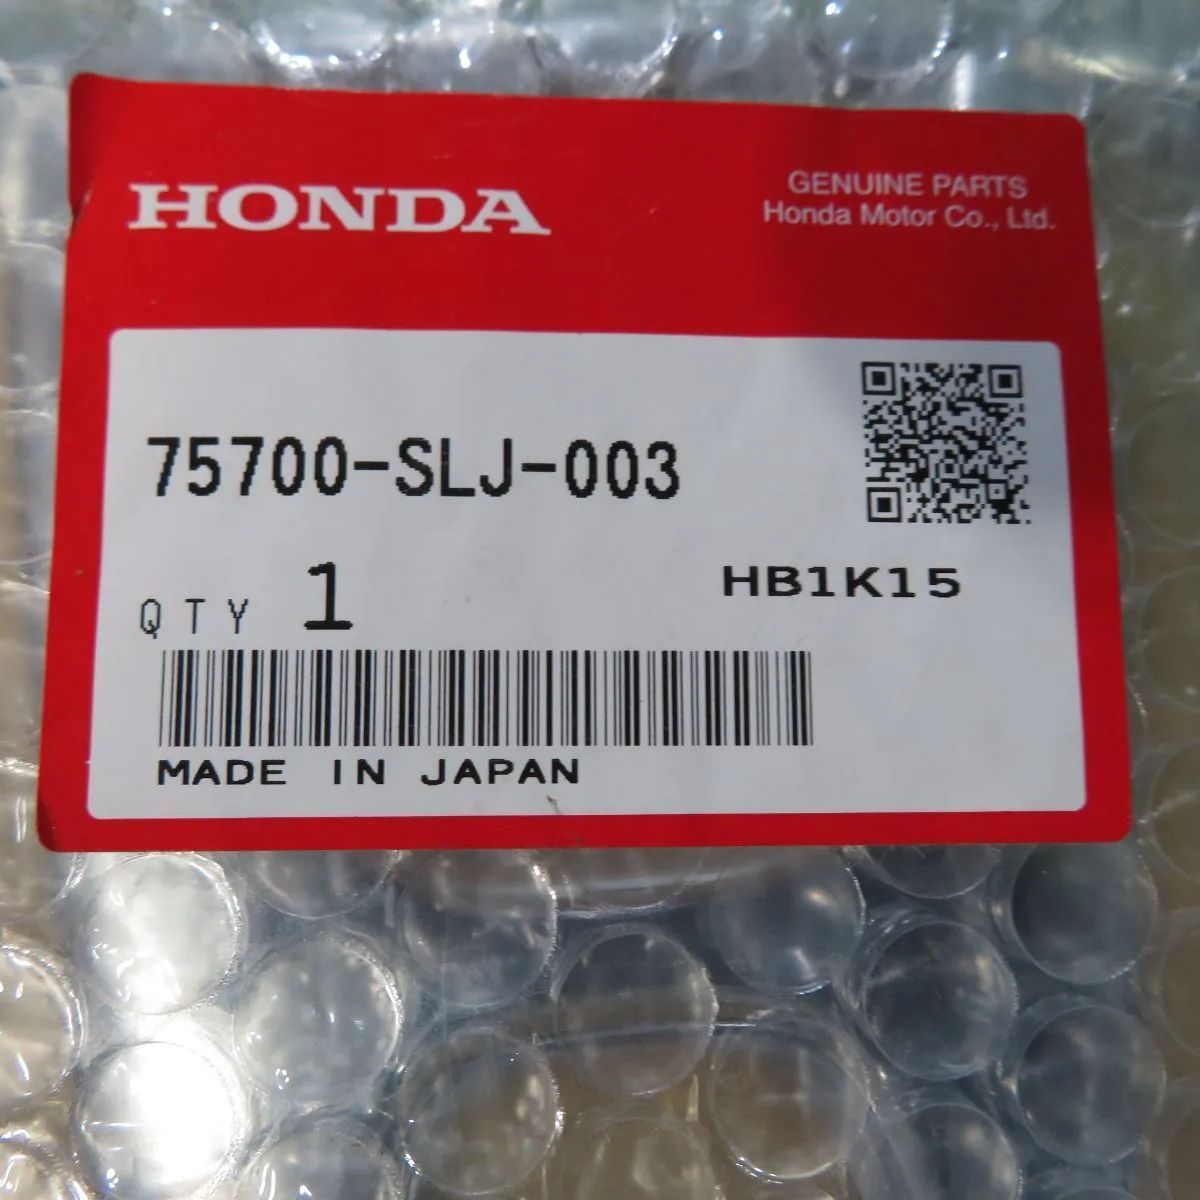 HONDA
GENUINE PARTS
Honda Motor Co., Ltd.
75700-SLJ-003
QTY 1
HB1K15
MADE IN JAPAN